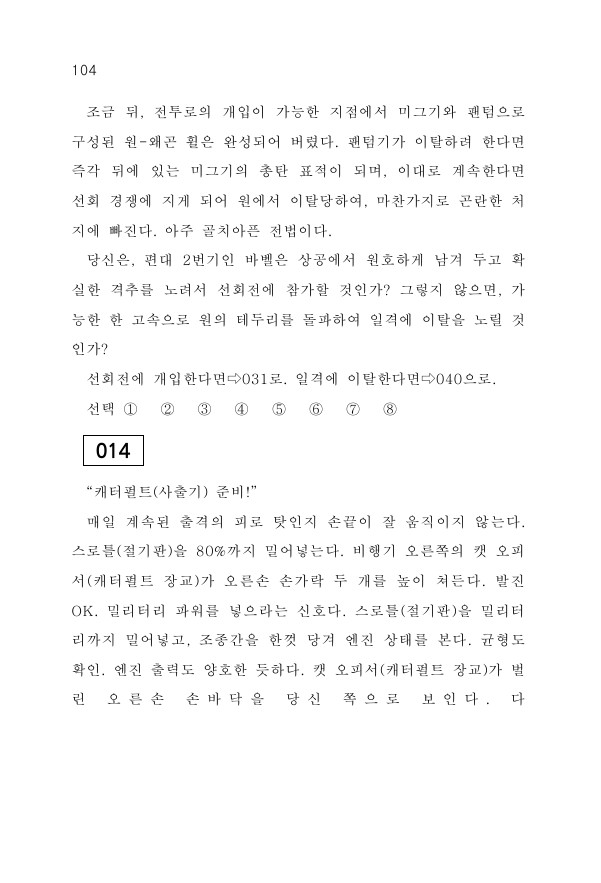 104
조금 뒤, 전투로의 개입이 가능한 지점에서 미그기와 팬텀으로
구성된 원-왜곤 휠은 완성되어 버렸다. 팬텀기가 이탈하려 한다면
즉각 뒤에 있는 미그기의 총탄 표적이 되며, 이대로 계속한다면
선회 경쟁에 지게 되어 원에서 이탈당하여, 마찬가지로 곤란한 처
지에 빠진다. 아주 골치아픈 전법이다.
당신은, 편대 2번기인 바벨은 상공에서 원호하게 남겨 두고 확
실한 격추를 노려서 선회전에 참가할 것인가? 그렇지 않으면, 가
능한 한 고속으로 원의 테두리를 돌파하여 일격에 이탈을 노릴 것
인가?
선회전에 개입한다면⇨031로. 일격에 이탈한다면⇨040으로.
선택 ① ② ③ ④ ⑤ ⑥ ⑦ ⑧
014
“캐터펄트(사출기) 준비!”
매일 계속된 출격의 피로 탓인지 손끝이 잘 움직이지 않는다.
스로틀(절기판)을 80%까지 밀어넣는다. 비행기 오른쪽의 캣 오피
서(캐터펄트 장교)가 오른손 손가락 두 개를 높이 쳐든다. 발진
OK. 밀리터리 파워를 넣으라는 신호다. 스로틀(절기판)을 밀리터
리까지 밀어넣고, 조종간을 한껏 당겨 엔진 상태를 본다. 균형도
확인. 엔진 출력도 양호한 듯하다. 캣 오피서(캐터펄트 장교)가 벌
린 오른손 손바닥을 당신 쪽으로 보인다. 다